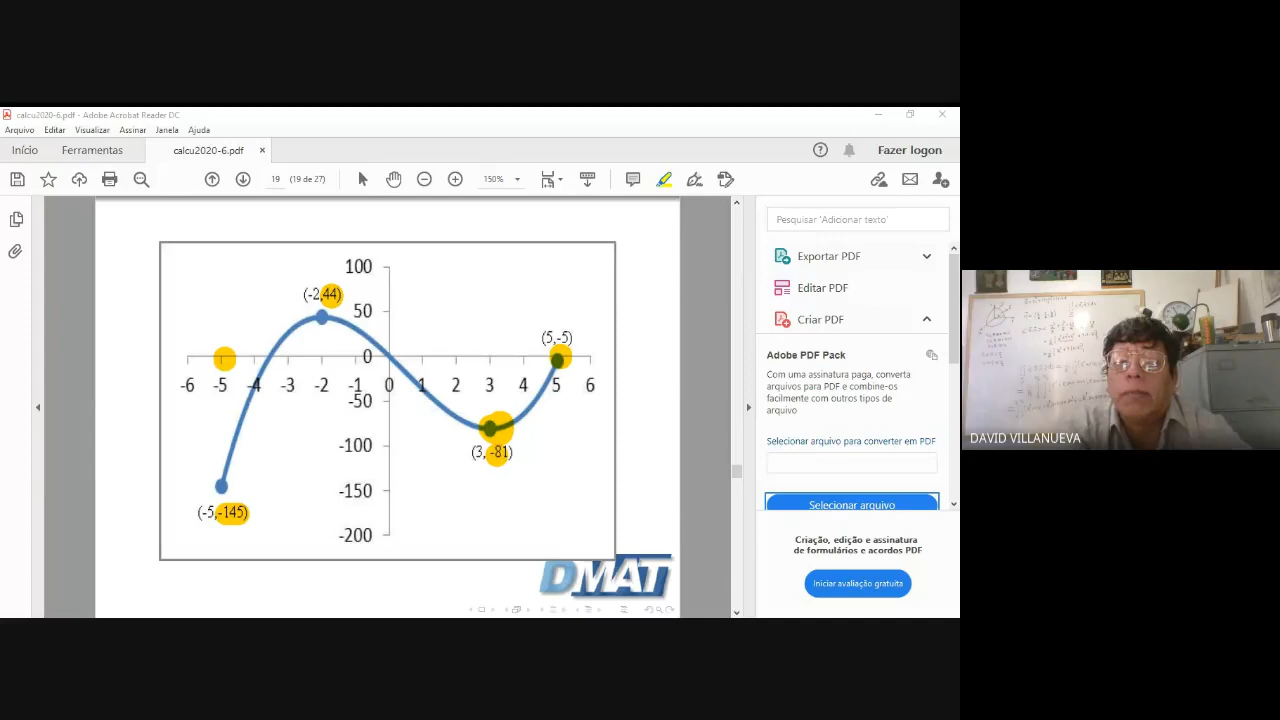 calcu2020-6.pdf - Adobe Acrobat Reader DC
Arquivo Editar Visualizar Assinar Janela Ajuda
Início Ferramentas calcu2020-6.pdf × Fazer logon
19 (19 de 27) 150%
Pesquisar 'Adicionar texto'
Exportar PDF
Editar PDF
Criar PDF
Adobe PDF Pack
Com uma assinatura paga, converta
arquivos para PDF e combine-os
facilmente com outros tipos de
arquivo
Selecionar arquivo para converter em PDF
Selecionar arquivo
Criação, edição e assinatura
de formulários e acordos PDF
Iniciar avaliação gratuita
100
(-2,44)
50
(5,-5)
0
-6 -5 -4 -3 -2 -1 1 2 3 4 5 6
-50
-100
(3, -81)
-150
(-5,-145)
-200
DMAT
DAVID VILLANUEVA